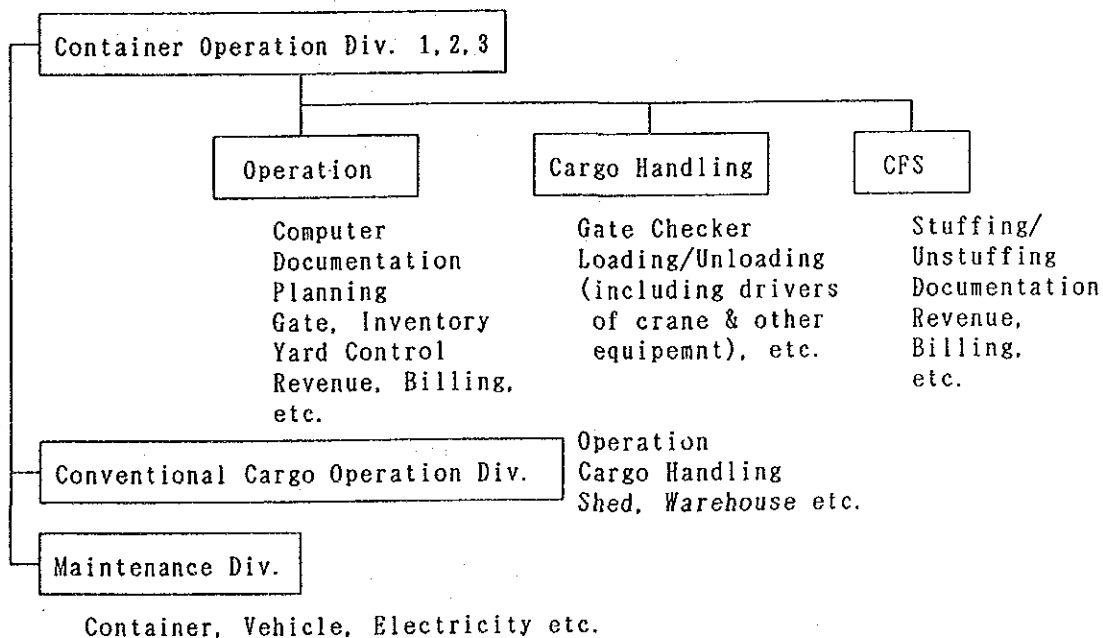 Container Operation Div. 1,2,3
Operation
Computer
Documentation
Planning
Gate, Inventory
Yard Control
Revenue, Billing,
etc.
Cargo Handling
Gate Checker
Loading/Unloading
(including drivers
of crane & other
equipemnt), etc.
CFS
Stuffing/
Unstuffing
Documentation
Revenue,
Billing,
etc.
Conventional Cargo Operation Div.
Operation
Cargo Handling
Shed, Warehouse etc.
Maintenance Div.
Container, Vehicle, Electricity etc.